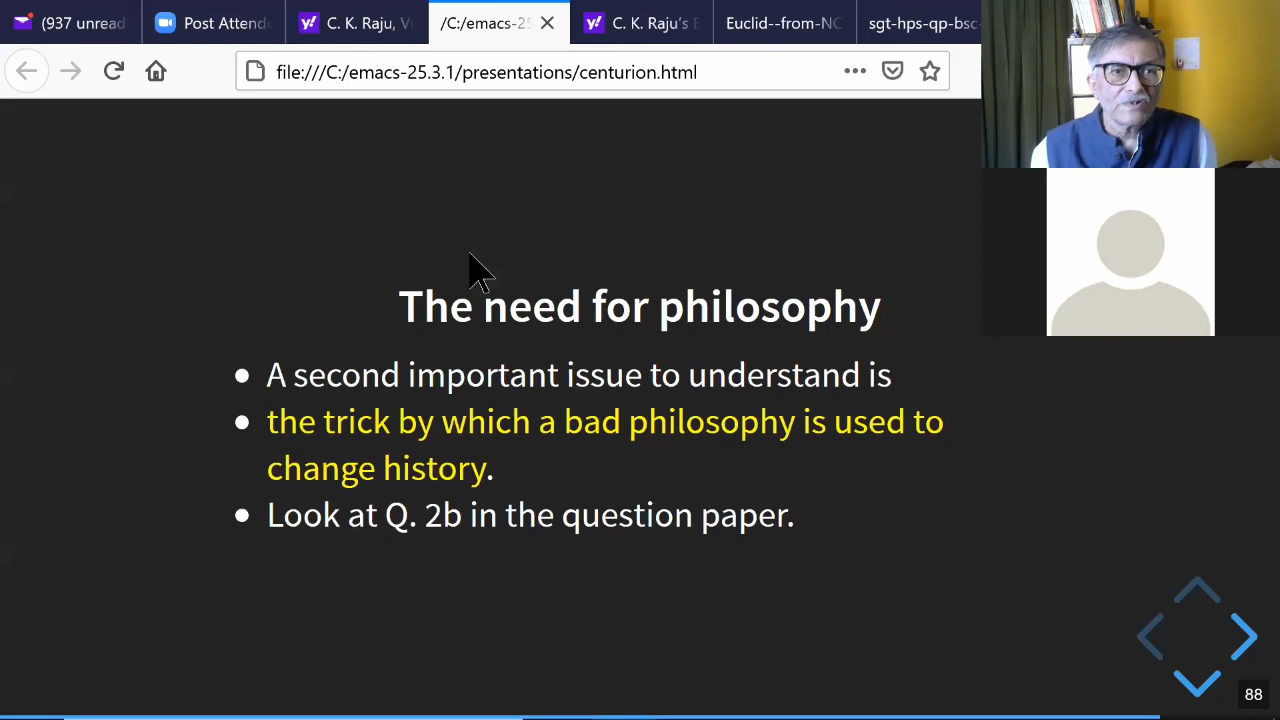 (937 unread
Post Attend
C. K. Raju, V
/C:/emacs-25
C. K. Raju's E
Euclid--from-NC
sgt-hps-qp-bsc-
file:///C:/emacs-25.3.1/presentations/centurion.html
The need for philosophy
A second important issue to understand is
the trick by which a bad philosophy is used to
change history.
Look at Q. 2b in the question paper.
88